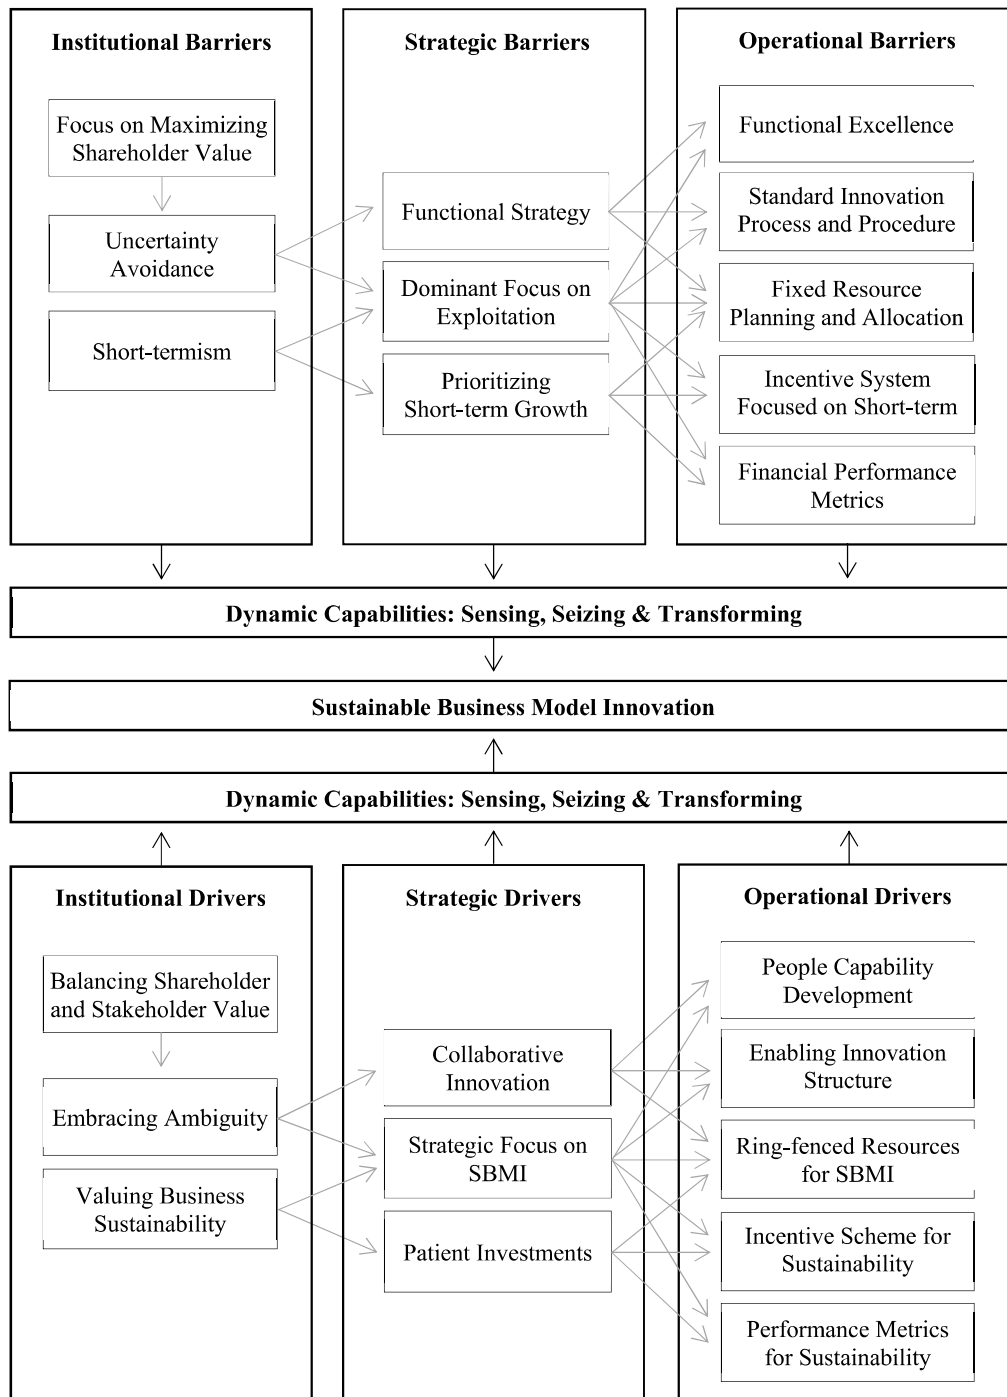 Institutional Barriers
Focus on Maximizing
Shareholder Value
Uncertainty
Avoidance
Short-termism
Strategic Barriers
Functional Strategy
Dominant Focus on
Exploitation
Prioritizing
Short-term Growth
Operational Barriers
Functional Excellence
Standard Innovation
Process and Procedure
Fixed Resource
Planning and Allocation
Incentive System
Focused on Short-term
Financial Performance
Metrics
Dynamic Capabilities: Sensing, Seizing & Transforming
Sustainable Business Model Innovation
Dynamic Capabilities: Sensing, Seizing & Transforming
Institutional Drivers
Balancing Shareholder
and Stakeholder Value
Embracing Ambiguity
Valuing Business
Sustainability
Strategic Drivers
Collaborative
Innovation
Strategic Focus on
SBMI
Patient Investments
Operational Drivers
People Capability
Development
Enabling Innovation
Structure
Ring-fenced Resources
for SBMI
Incentive Scheme for
Sustainability
Performance Metrics
for Sustainability